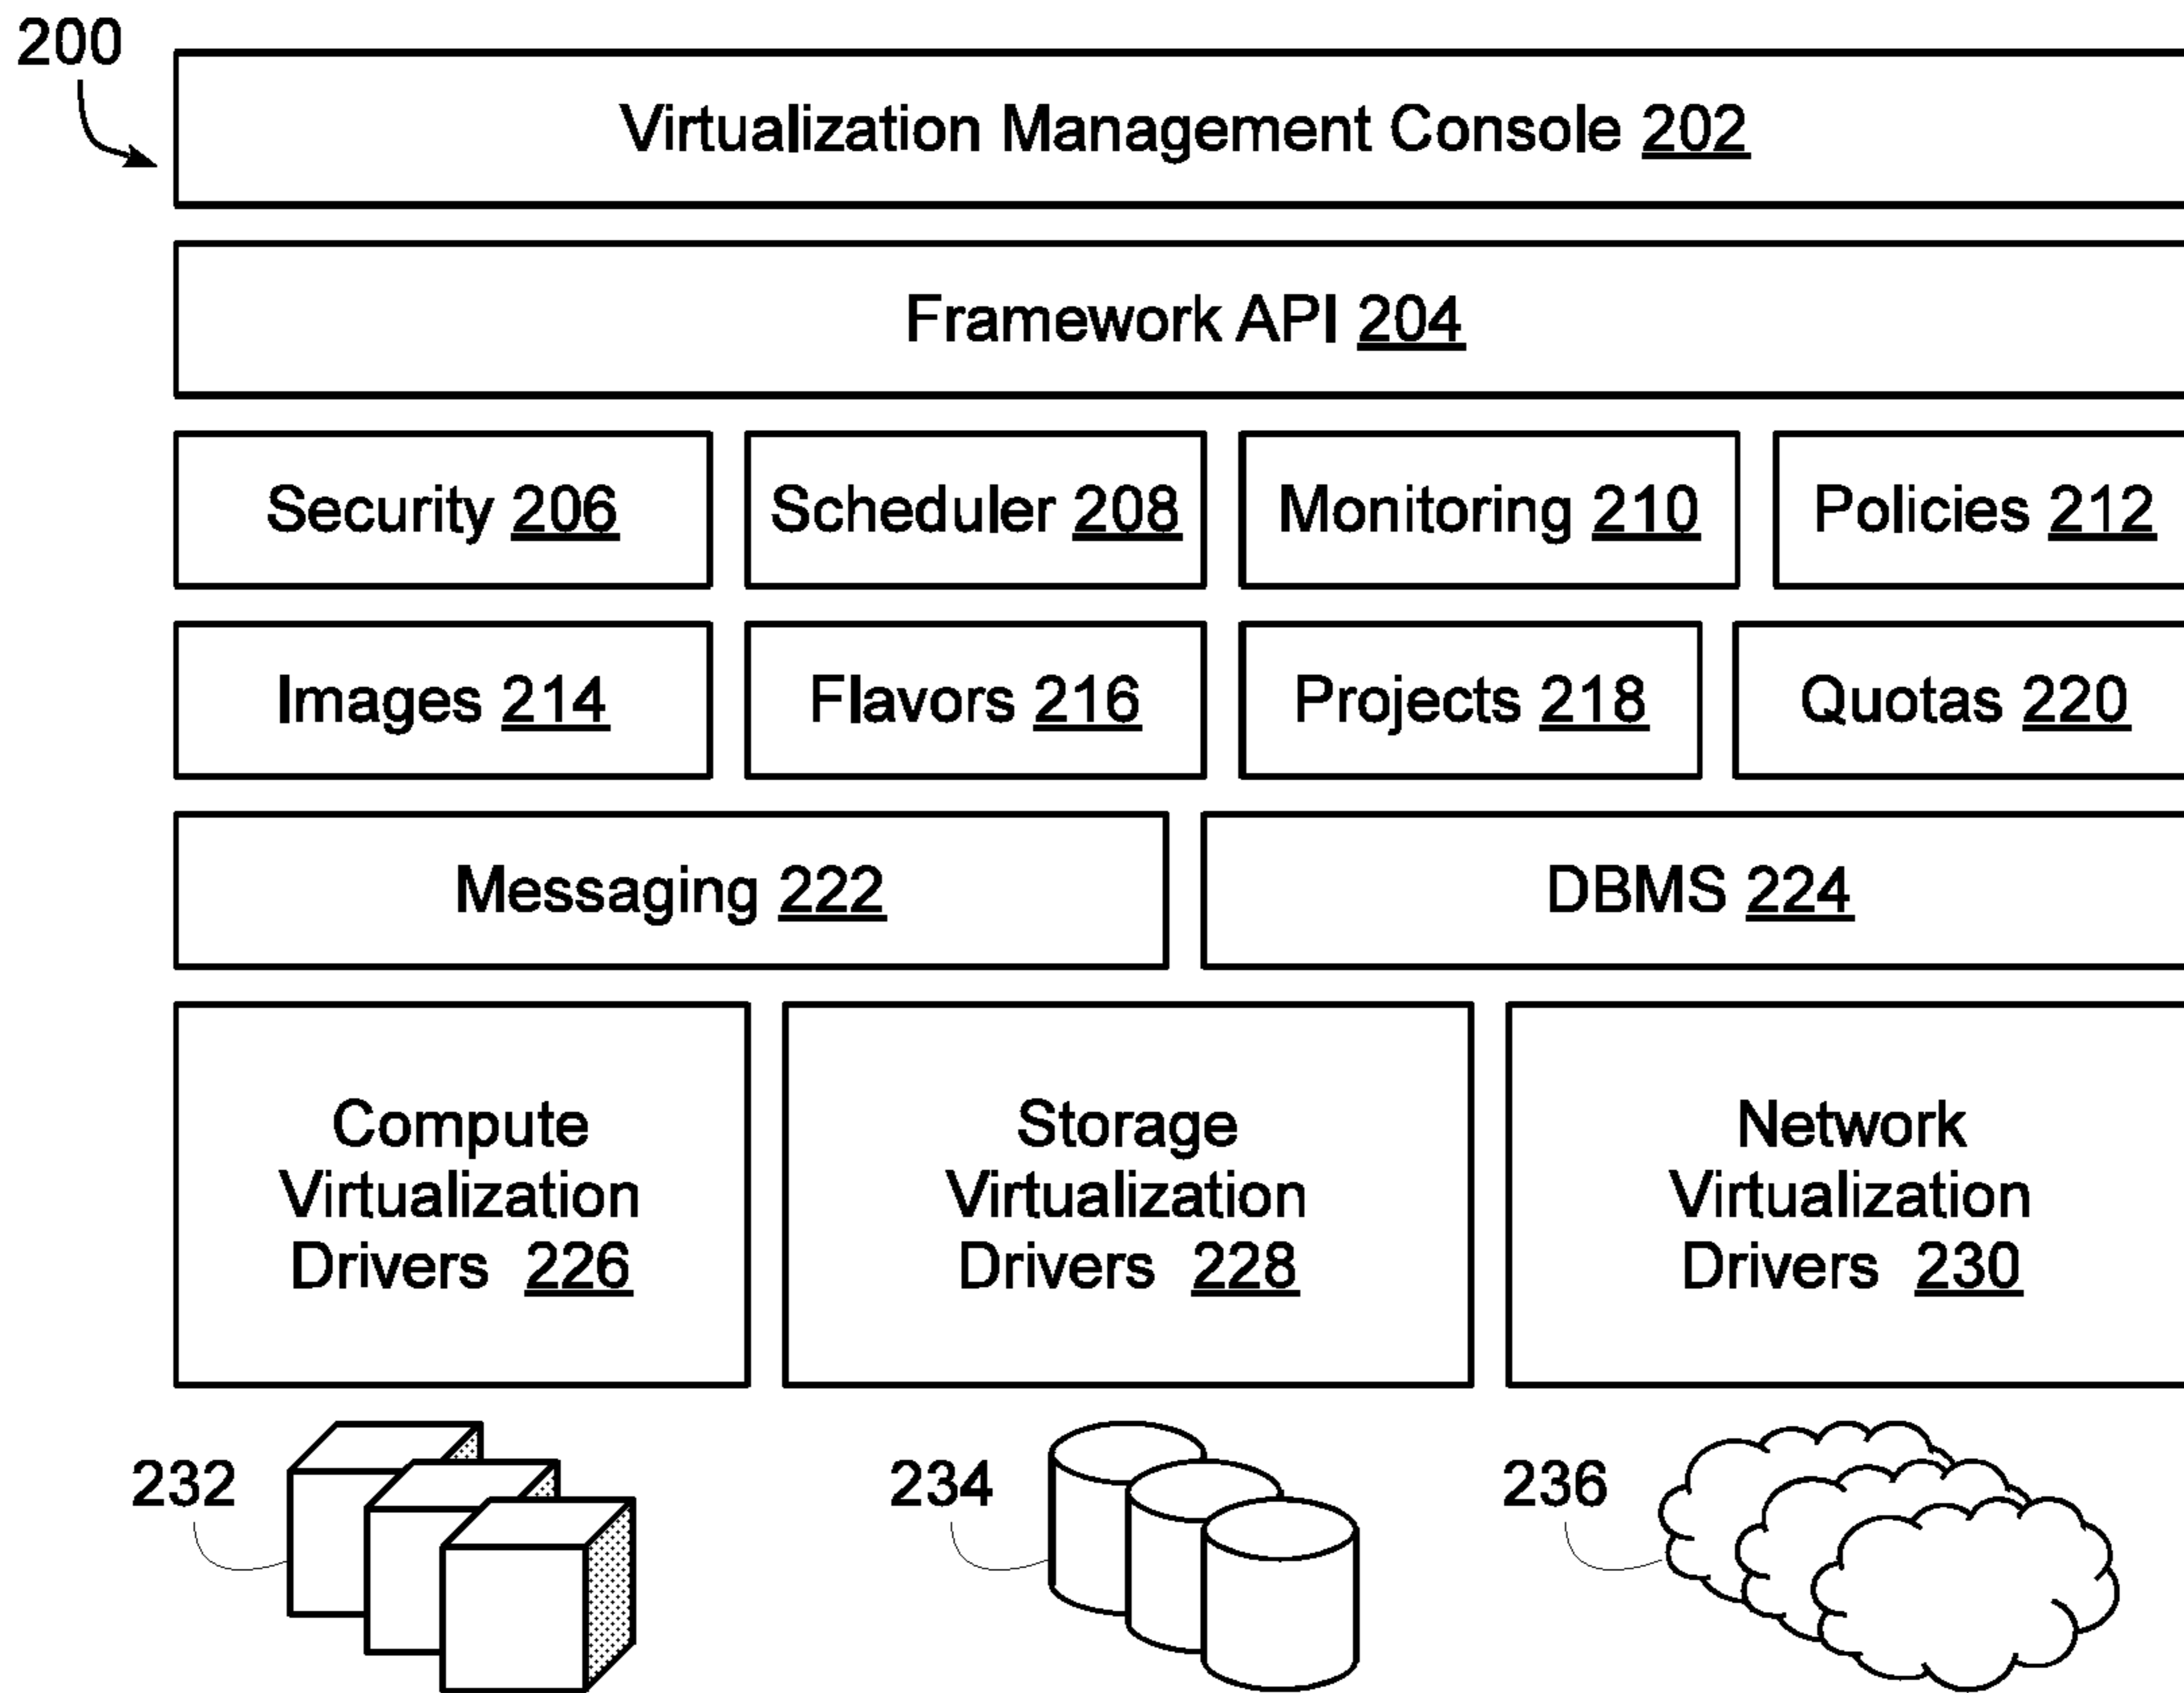 200
Virtualization Management Console 202
Framework API 204
Security 206
Scheduler 208
Monitoring 210
Policies 212
Images 214
Flavors 216
Projects 218
Quotas 220
Messaging 222
DBMS 224
Compute
Virtualization
Drivers 226
Storage
Virtualization
Drivers 228
Network
Virtualization
Drivers 230
232
234
236